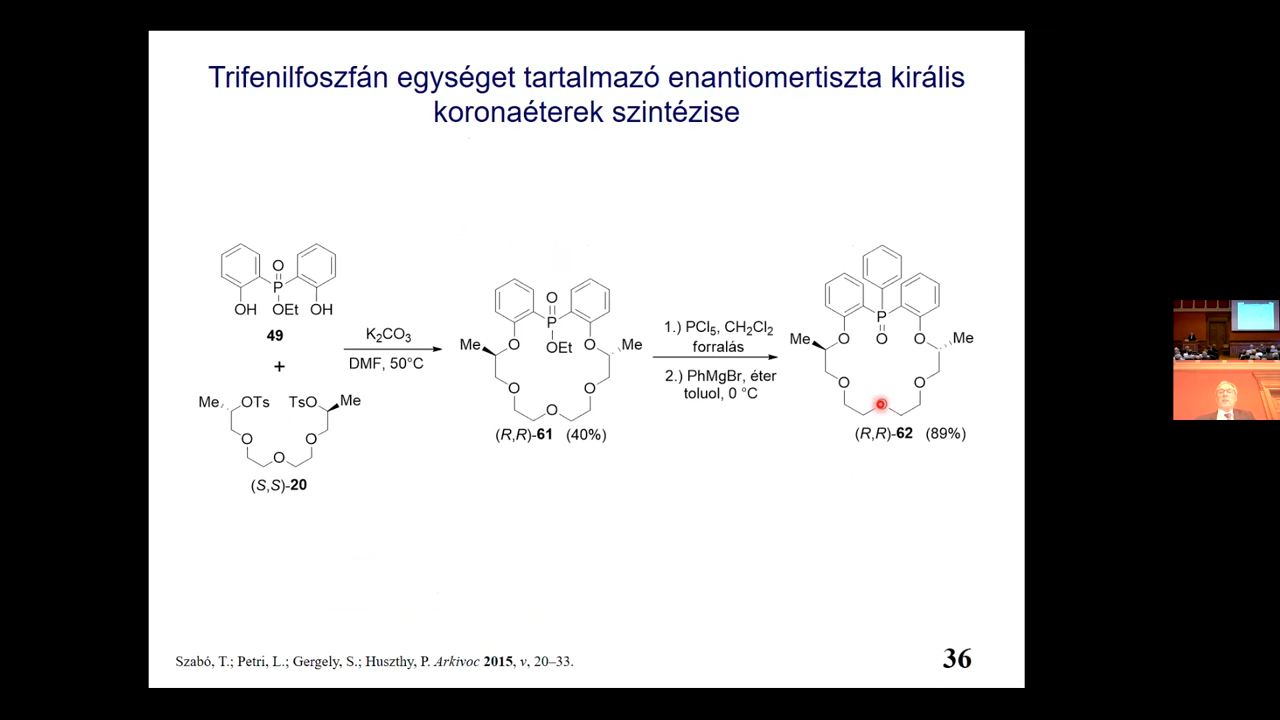 Trifenilfoszfán egységet tartalmazó enantiomertiszta királis
koronaéterek szintézise
O
P
OH
OEt
OH
49
+
Me
OTs
TsO
Me
O
O
O
(S,S)-20
K2CO3
DMF, 50°C
O
P
OEt
Me
O
O
Me
O
O
O
(R,R)-61 (40%)
1.) PCl5, CH2Cl2
forralás
2.) PhMgBr, éter
toluol, 0 °C
P
O
Me
O
O
Me
O
O
O
(R,R)-62 (89%)
Szabó, T.; Petri, L.; Gergely, S.; Huszthy, P. Arkivoc 2015, v, 20–33.
36